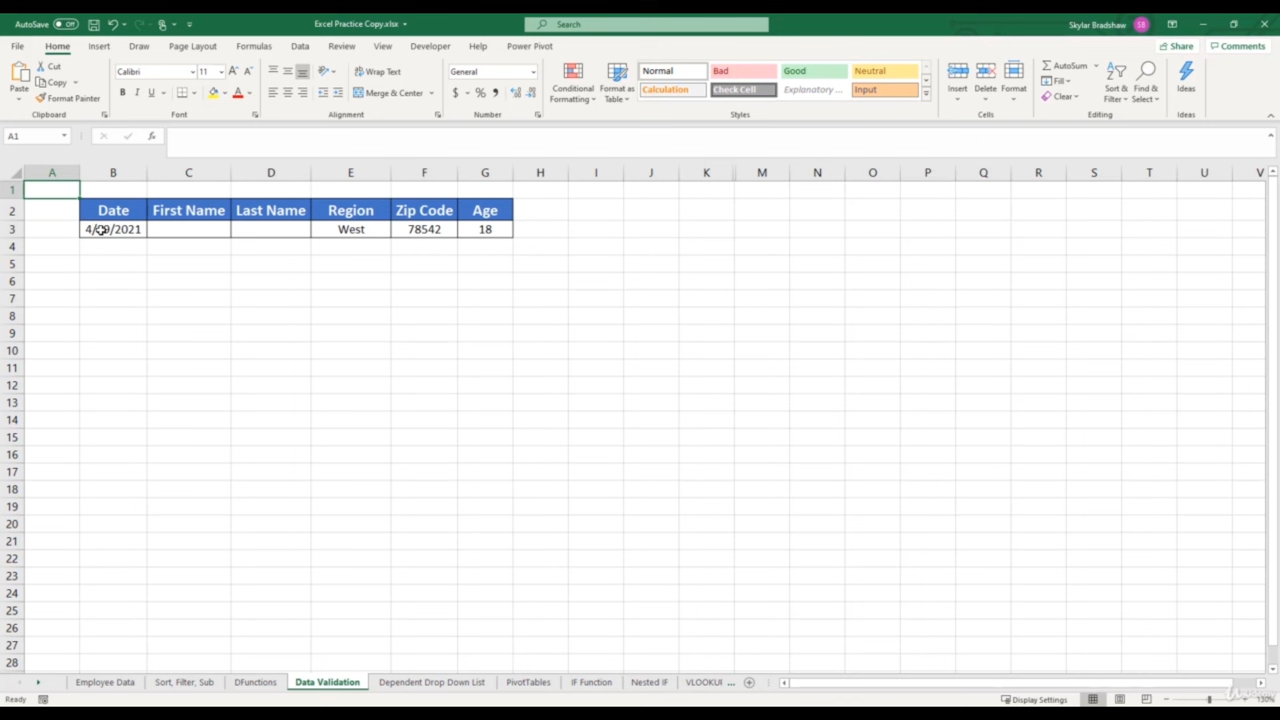 AutoSave Off Excel Practice Copy.xlsx Search Skylar Bradshaw SB
File Home Insert Draw Page Layout Formulas Data Review View Developer Help Power Pivot Share Comments
Paste Cut Copy Format Painter
Calibri 11
B I U
Wrap Text
Merge & Center
General
Conditional Formatting
Format as Table
Normal Bad Good Neutral
Calculation Check Cell Explanatory ... Input
Insert Delete Format
AutoSum
Fill
Clear
Sort & Filter
Find & Select
Ideas
Clipboard Font Alignment Number Styles Cells Editing Ideas
A1 fx
A B C D E F G H I J K L M N O P Q R S T U V
1
2 Date First Name Last Name Region Zip Code Age
3 West 78542 18
4
5
6
7
8
9
10
11
12
13
14
15
16
17
18
19
20
21
22
23
24
25
26
27
28
Employee Data Sort, Filter, Sub DFunctions Data Validation Dependent Drop Down List PivotTables IF Function Nested IF VLOOKUP ...
Ready Display Settings 130%